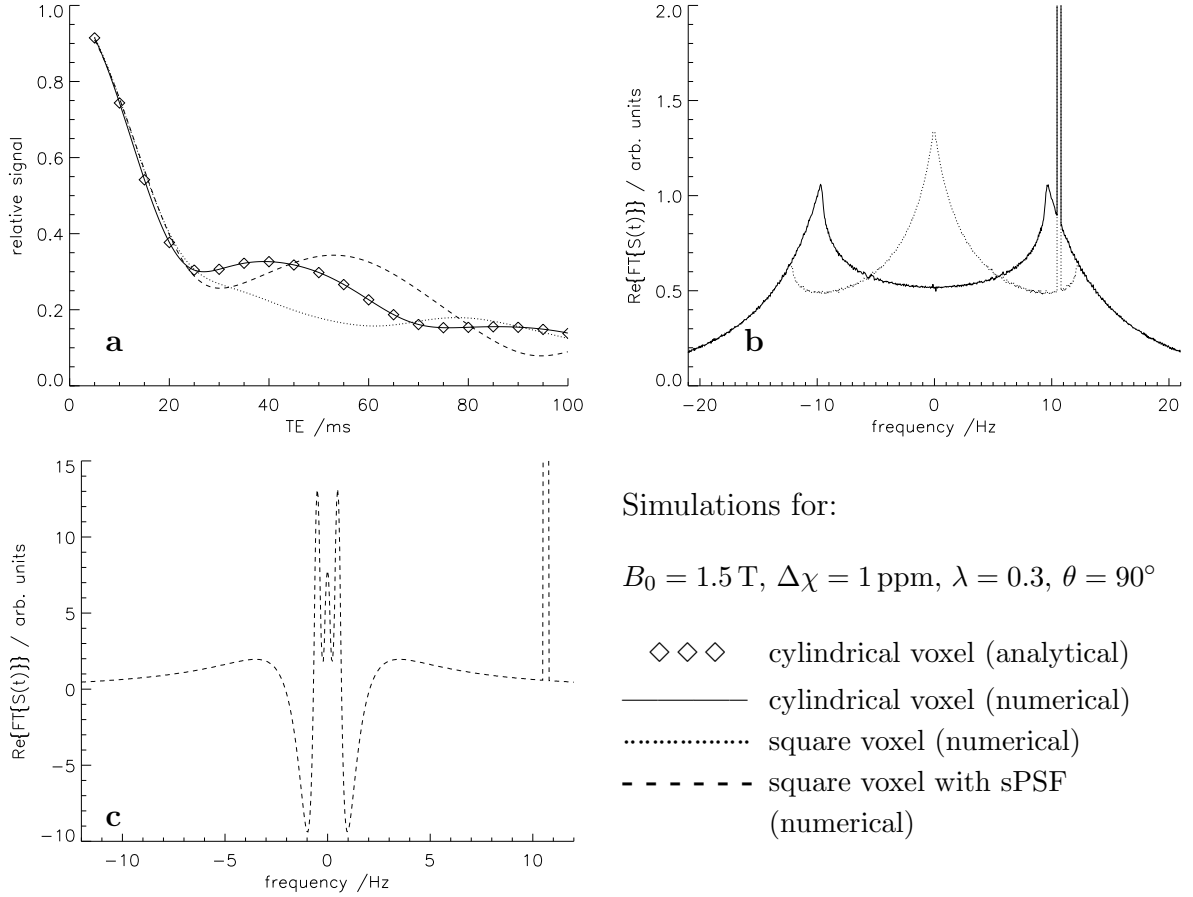 1.0
0.8
0.6
0.4
0.2
0.0
relative signal
a
0 20 40 60 80 100
TE /ms
2.0
1.5
1.0
0.5
0.0
Re{FT{S(t)}} / arb. units
b
−20 −10 0 10 20
frequency /Hz
15
10
5
0
−5
−10
Re{FT{S(t)}} / arb. units
c
−10 −5 0 5 10
frequency /Hz
Simulations for:
B₀ = 1.5 T, Δχ = 1 ppm, λ = 0.3, θ = 90°
cylindrical voxel (analytical)
cylindrical voxel (numerical)
square voxel (numerical)
square voxel with sPSF
(numerical)